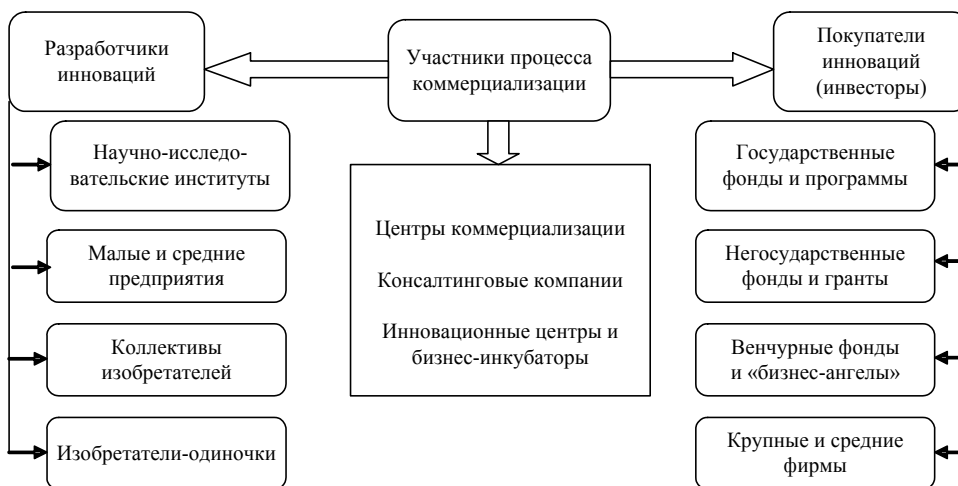 Разработчики
инноваций
Участники процесса
коммерциализации
Покупатели
инноваций
(инвесторы)
Научно-исследо-
вательские институты
Малые и средние
предприятия
Коллективы
изобретателей
Изобретатели-одиночки
Центры коммерциализации
Консалтинговые компании
Инновационные центры и
бизнес-инкубаторы
Государственные
фонды и программы
Негосударственные
фонды и гранты
Венчурные фонды
и «бизнес-ангелы»
Крупные и средние
фирмы